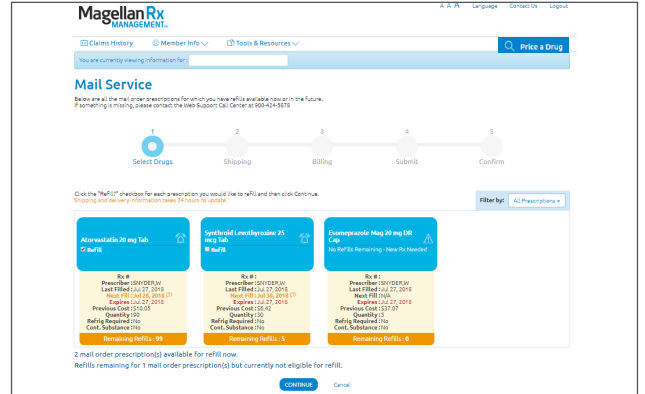 Magellan Rx
MANAGEMENT
A A A Language Contact Us Logout
Claims History Member Info Tools & Resources
Price a Drug
You are currently viewing information for :
Mail Service
Below are all the mail order prescriptions for which you have refills available now or in the future.
If something is missing, please contact the Web Support Call Center at 800-424-5878
1 2 3 4 5
Select Drugs Shipping Billing Submit Confirm
Click the "Refill?" checkbox for each prescription you would like to refill and then click Continue.
Shipping and delivery information takes 24 hours to update.
Filter by: All Prescriptions
Atorvastatin 20 mg Tab
Refill
Rx #
Prescriber :SNYDER,W
Last Filled :Jul 27, 2018
Next Fill :Jul 26, 2018 (?)
Expires :Jul 27, 2018
Previous Cost :$10.05
Quantity :90
Refrig Required :No
Cont. Substance :No
Remaining Refills : 99
Synthroid Levothyroxine 25
mcg Tab
Refill
Rx # :
Prescriber :SNYDER,W
Last Filled :Jul 27, 2018
Next Fill :Jul 30, 2018 (?)
Expires :Jul 27, 2018
Previous Cost :$6.42
Quantity :30
Refrig Required :No
Cont. Substance :No
Remaining Refills : 5
Esomeprazole Mag 20 mg DR
Cap
No Refills Remaining - New Rx Needed
Rx # :
Prescriber :SNYDER,W
Last Filled :Jul 27, 2018
Next Fill :N/A
Expires :Jul 27, 2018
Previous Cost :$37.07
Quantity :3
Refrig Required :No
Cont. Substance :No
Remaining Refills : 0
2 mail order prescription(s) available for refill now.
Refills remaining for 1 mail order prescription(s) but currently not eligible for refill.
CONTINUE Cancel